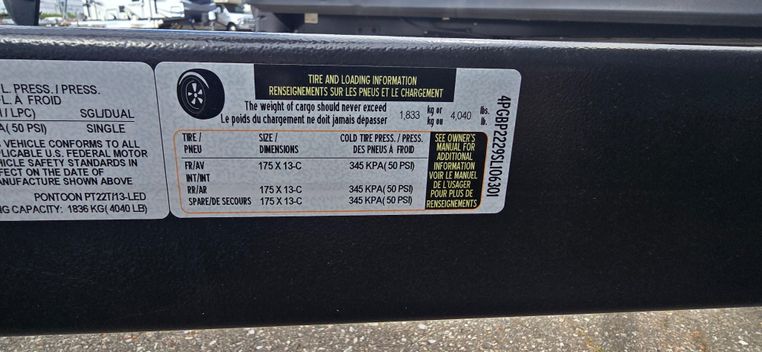 L. PRESS. / PRESS.
L. A FROID
/ LPC) SGL/DUAL
A( 50 PSI) SINGLE
VEHICLE CONFORMS TO ALL
PLICABLE U.S. FEDERAL MOTOR
HICLE SAFETY STANDARDS IN
FECT ON THE DATE OF
ANUFACTURE SHOWN ABOVE
PONTOON PT22T/13-LED
NG CAPACITY: 1836 KG( 4040 LB)
TIRE AND LOADING INFORMATION
RENSEIGNEMENTS SUR LES PNEUS ET LE CHARGEMENT
The weight of cargo should never exceed 1,833 kg or 4,040 lbs.
Le poids du chargement ne doit jamais dépasser kg ou lb.
TIRE / SIZE / COLD TIRE PRESS. / PRESS
PNEU DIMENSIONS DES PNEUS À FROID
FR/AV 175 X 13-C 345 KPA( 50 PSI)
INT/INT
RR/AR 175 X 13-C 345 KPA( 50 PSI)
SPARE/DE SECOURS 175 X 13-C 345 KPA( 50 PSI)
SEE OWNER'S
MANUAL FOR
ADDITIONAL
INFORMATION
VOIR LE MANUEL
DE L'USAGER
POUR PLUS DE
RENSEIGNEMENTS
4PGBP2229SL106301